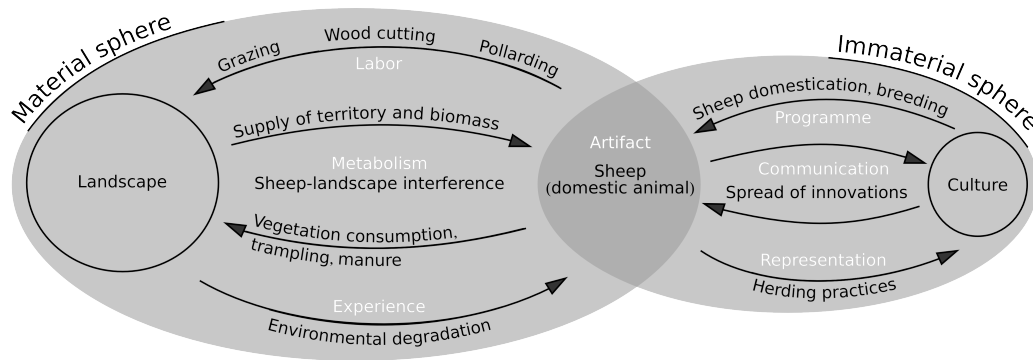 Material sphere
Immaterial sphere
Grazing
Wood cutting
Pollarding
Labor
Supply of territory and biomass
Metabolism
Sheep-landscape interference
Landscape
Vegetation consumption,
trampling, manure
Experience
Environmental degradation
Artifact
Sheep
(domestic animal)
Sheep domestication, breeding
Programme
Communication
Spread of innovations
Culture
Representation
Herding practices